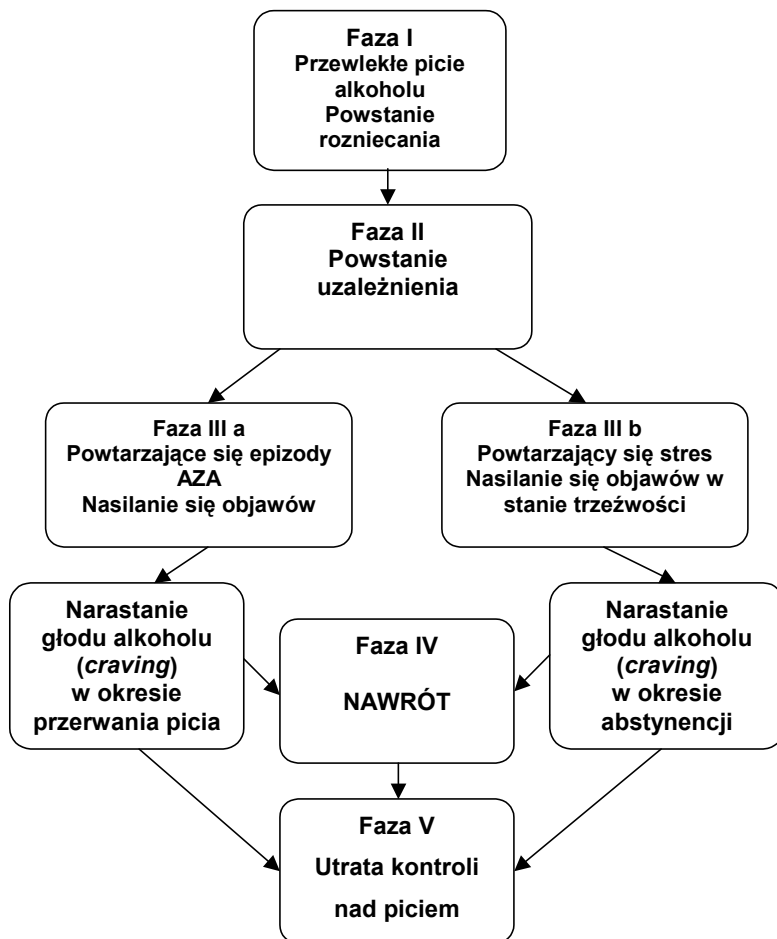 Faza I
Przewlekłe picie
alkoholu
Powstanie
rozniecania
Faza II
Powstanie
uzależnienia
Faza III a
Powtarzające się epizody
AZA
Nasilanie się objawów
Faza III b
Powtarzający się stres
Nasilanie się objawów w
stanie trzeźwości
Narastanie
głodu alkoholu
(craving)
w okresie
przerwania picia
Faza IV
NAWRÓT
Narastanie
głodu alkoholu
(craving)
w okresie
abstynencji
Faza V
Utrata kontroli
nad piciem